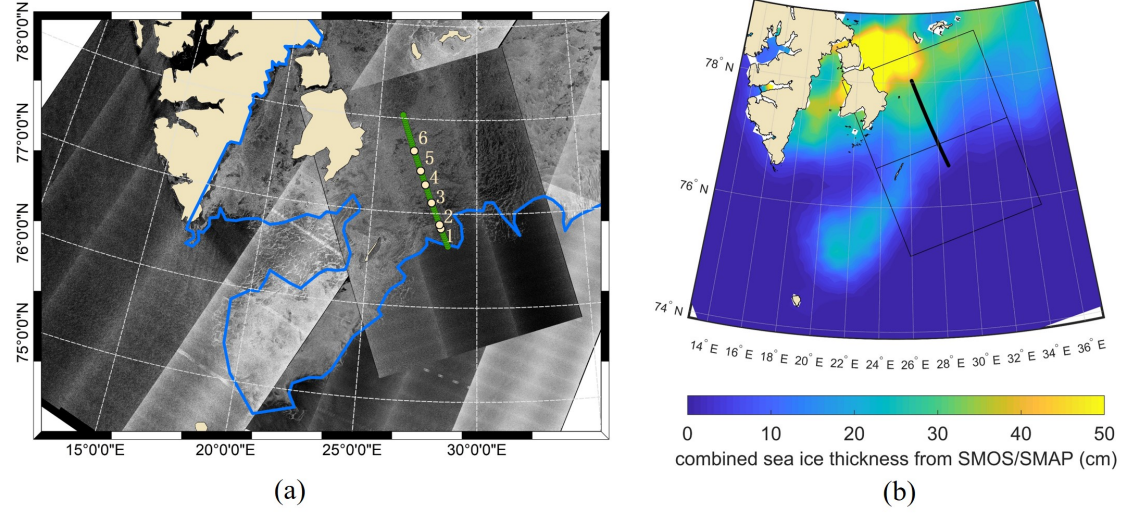 78°0'0"N
77°0'0"N
76°0'0"N
75°0'0"N
6
5
4
3
2
1
15°0'0"E
20°0'0"E
25°0'0"E
30°0'0"E
(a)
78° N
76° N
74° N
14° E 16° E 18° E 20° E 22° E 24° E 26° E 28° E 30° E 32° E 34° E 36° E
0 10 20 30 40 50
combined sea ice thickness from SMOS/SMAP (cm)
(b)